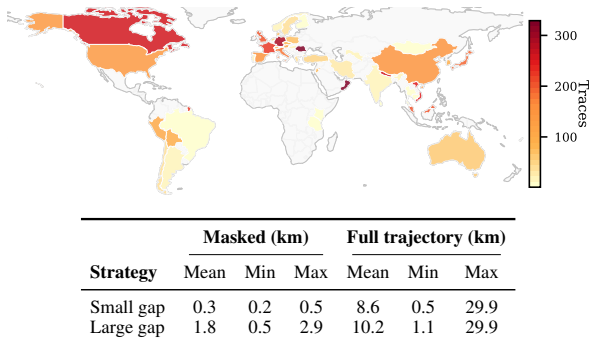 300
200
100
Traces
Masked (km) Full trajectory (km)
Strategy Mean Min Max Mean Min Max
Small gap 0.3 0.2 0.5 8.6 0.5 29.9
Large gap 1.8 0.5 2.9 10.2 1.1 29.9